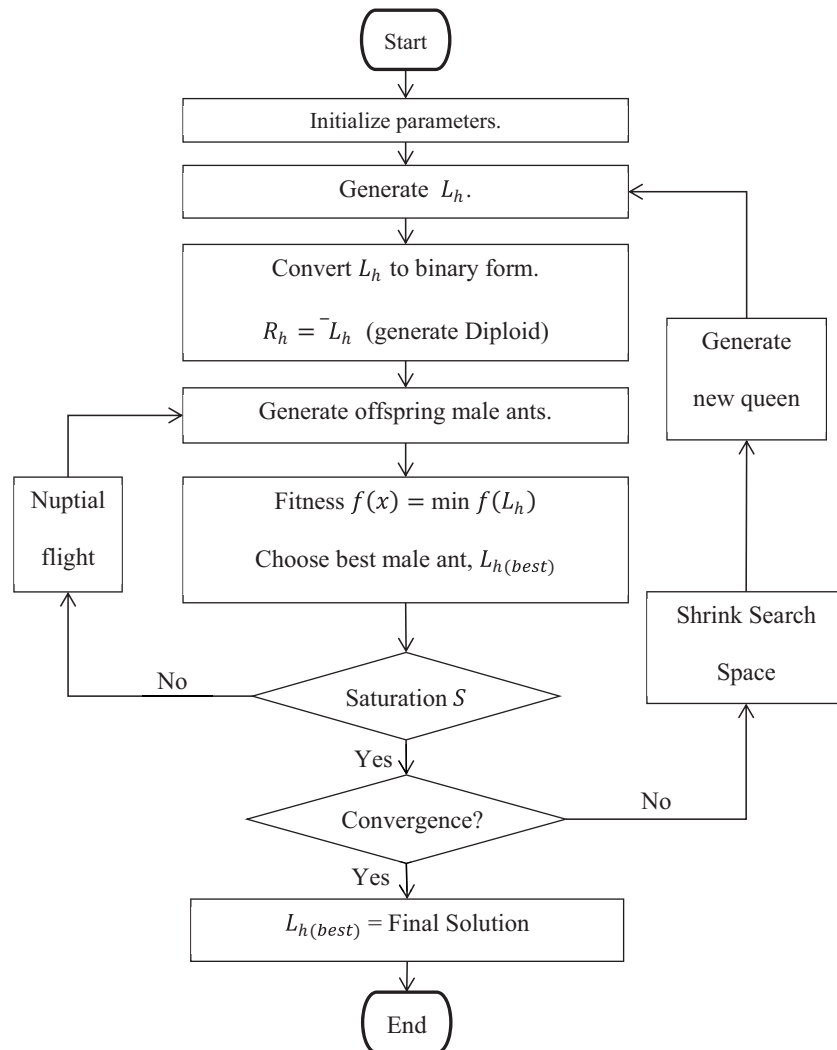 Start
Initialize parameters.
Generate L_h.
Convert L_h to binary form.
R_h = ¯L_h (generate Diploid)
Generate
new queen
Generate offspring male ants.
Nuptial
flight
Fitness f(x) = min f(L_h)
Choose best male ant, L_h(best)
Shrink Search
Space
No
Saturation S
Yes
Convergence?
No
Yes
L_h(best) = Final Solution
End